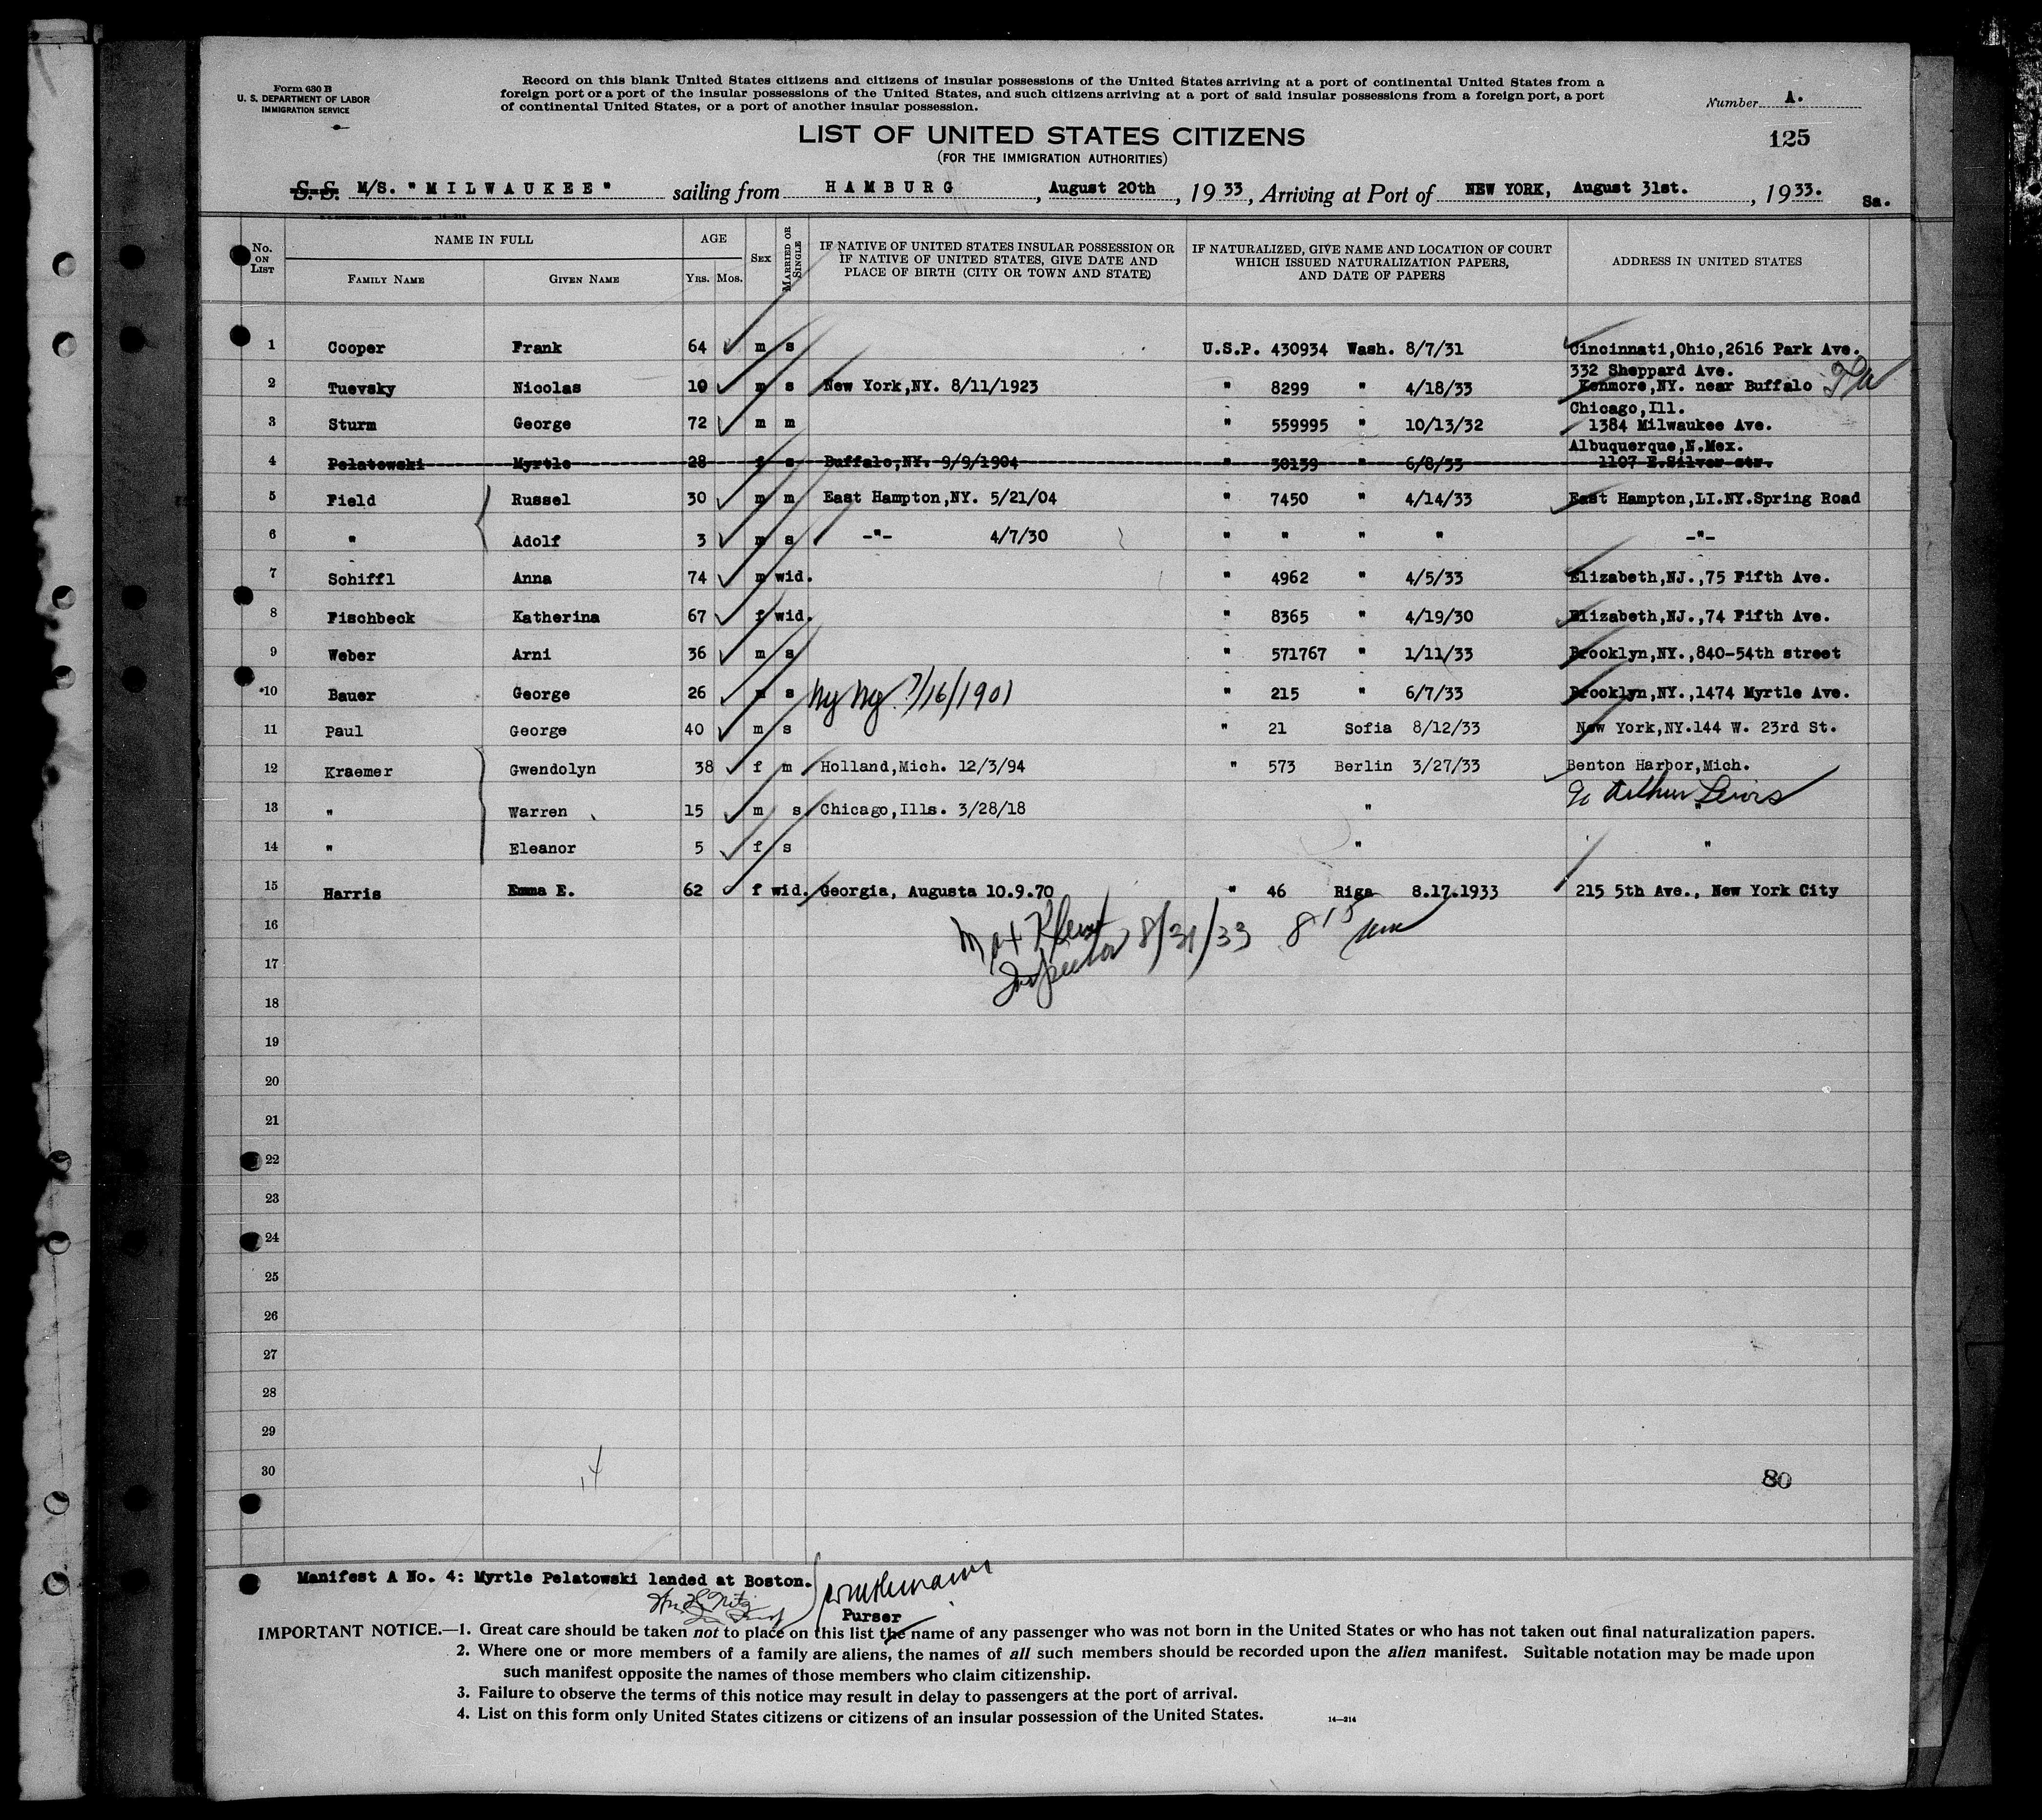 Form 630 B
U. S. DEPARTMENT OF LABOR
IMMIGRATION SERVICE
Record on this blank United States citizens and citizens of insular possessions of the United States arriving at a port of continental United States from a
foreign port or a port of the insular possessions of the United States, and such citizens arriving at a port of said insular possessions from a foreign port, a port
of continental United States, or a port of another insular possession.
Number A.
125
LIST OF UNITED STATES CITIZENS
(FOR THE IMMIGRATION AUTHORITIES)
S.S. M/S. "MILWAUKEE" sailing from HAMBURG, August 20th, 1933, Arriving at Port of NEW YORK, August 31st., 1933. Sa.
No. ON LIST NAME IN FULL FAMILY NAME GIVEN NAME AGE YRS. MOS. SEX MARRIED OR SINGLE IF NATIVE OF UNITED STATES INSULAR POSSESSION OR IF NATIVE OF UNITED STATES, GIVE DATE AND PLACE OF BIRTH (CITY OR TOWN AND STATE) IF NATURALIZED, GIVE NAME AND LOCATION OF COURT WHICH ISSUED NATURALIZATION PAPERS, AND DATE OF PAPERS ADDRESS IN UNITED STATES
1 Cooper Frank 64 m s U.S.P. 430934 Wash. 8/7/31 Cincinnati,Ohio,2616 Park Ave.
332 Sheppard Ave.
2 Tuevsky Nicolas 10 m s New York,NY. 8/11/1923 " 8299 " 4/18/33 Kenmore,NY. near Buffalo
Chicago,Ill.
3 Sturm George 72 m m " 559995 " 10/13/32 1384 Milwaukee Ave.
Albuquerque,N.Mex.
4 Pelatowski Myrtle 28 f s Buffalo,NY. 9/9/1904 " 30139 " 6/8/33 1107 E.Silver str.
5 Field Russel 30 m m East Hampton,NY. 5/21/04 " 7450 " 4/14/33 East Hampton,LI.NY.Spring Road
6 " Adolf 3 m s -"- 4/7/30 " " " " -"-
7 Schiffl Anna 74 m wid. " 4962 " 4/5/33 Elizabeth,NJ.,75 Fifth Ave.
8 Fischbeck Katherina 67 f wid. " 8365 " 4/19/30 Elizabeth,NJ.,74 Fifth Ave.
9 Weber Arni 36 m s " 571767 " 1/11/33 Brooklyn,NY.,840-54th street
10 Bauer George 26 m s Ny Ny 7/16/1901 " 215 " 6/7/33 Brooklyn,NY.,1474 Myrtle Ave.
11 Paul George 40 m s " 21 Sofia 8/12/33 New York,NY.144 W. 23rd St.
12 Kraemer Gwendolyn 38 f m Holland,Mich. 12/3/94 " 573 Berlin 3/27/33 Benton Harbor,Mich.
c/o Arthur Lewis
13 " Warren 15 m s Chicago,Ills. 3/28/18 " "
14 " Eleanor 5 f s " "
15 Harris Emma E. 62 f wid. Georgia, Augusta 10.9.70 " 46 Riga 8.17.1933 215 5th Ave., New York City
16
Max Klein 8/31/33 8 15
17
Inspector
18
19
20
21
22
23
24
25
26
27
28
29
30
14
80
Manifest A No. 4: Myrtle Pelatowski landed at Boston.
Purser
IMPORTANT NOTICE.—1. Great care should be taken not to place on this list the name of any passenger who was not born in the United States or who has not taken out final naturalization papers.
2. Where one or more members of a family are aliens, the names of all such members should be recorded upon the alien manifest. Suitable notation may be made upon
such manifest opposite the names of those members who claim citizenship.
3. Failure to observe the terms of this notice may result in delay to passengers at the port of arrival.
4. List on this form only United States citizens or citizens of an insular possession of the United States.
14—214